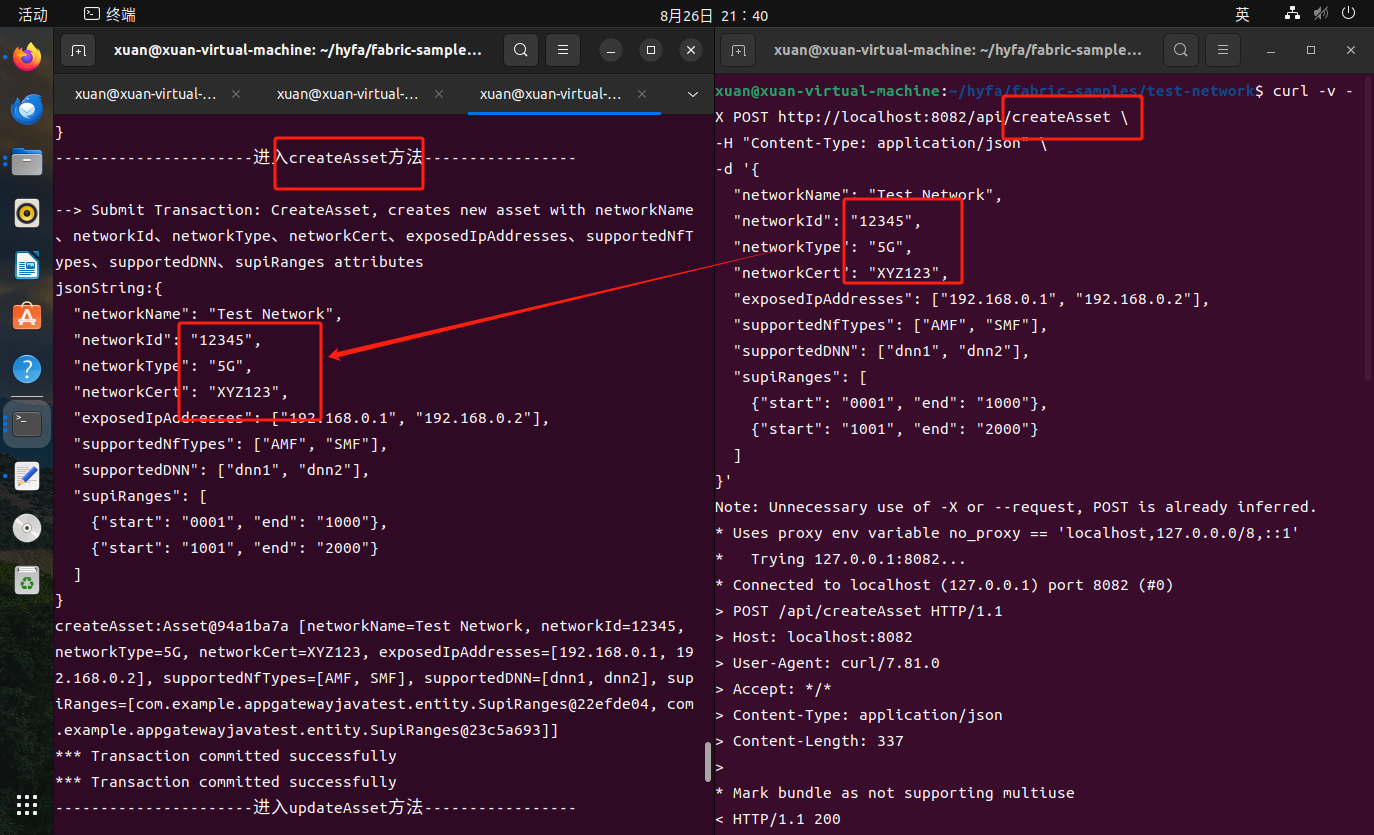 活动
终端
8月26日 21：40
英
xuan@xuan-virtual-machine: ~/hyfa/fabric-sample...
xuan@xuan-virtual-...
xuan@xuan-virtual-...
xuan@xuan-virtual-...
}
---------------------进入createAsset方法-----------------
--> Submit Transaction: CreateAsset, creates new asset with networkName
、networkId、networkType、networkCert、exposedIpAddresses、supportedNfT
ypes、supportedDNN、supiRanges attributes
jsonString:{
  "networkName": "Test Network",
  "networkId": "12345",
  "networkType": "5G",
  "networkCert": "XYZ123",
  "exposedIpAddresses": ["192.168.0.1", "192.168.0.2"],
  "supportedNfTypes": ["AMF", "SMF"],
  "supportedDNN": ["dnn1", "dnn2"],
  "supiRanges": [
    {"start": "0001", "end": "1000"},
    {"start": "1001", "end": "2000"}
  ]
}
createAsset:Asset@94a1ba7a [networkName=Test Network, networkId=12345,
networkType=5G, networkCert=XYZ123, exposedIpAddresses=[192.168.0.1, 19
2.168.0.2], supportedNfTypes=[AMF, SMF], supportedDNN=[dnn1, dnn2], sup
iRanges=[com.example.appgatewayjavatest.entity.SupiRanges@22efde04, com
.example.appgatewayjavatest.entity.SupiRanges@23c5a693]]
*** Transaction committed successfully
*** Transaction committed successfully
---------------------进入updateAsset方法-----------------
xuan@xuan-virtual-machine: ~/hyfa/fabric-sample...
xuan@xuan-virtual-machine:~/hyfa/fabric-samples/test-network$ curl -v -
X POST http://localhost:8082/api/createAsset \
-H "Content-Type: application/json" \
-d '{
  "networkName": "Test Network",
  "networkId": "12345",
  "networkType": "5G",
  "networkCert": "XYZ123",
  "exposedIpAddresses": ["192.168.0.1", "192.168.0.2"],
  "supportedNfTypes": ["AMF", "SMF"],
  "supportedDNN": ["dnn1", "dnn2"],
  "supiRanges": [
    {"start": "0001", "end": "1000"},
    {"start": "1001", "end": "2000"}
  ]
}'
Note: Unnecessary use of -X or --request, POST is already inferred.
* Uses proxy env variable no_proxy == 'localhost,127.0.0.0/8,::1'
*   Trying 127.0.0.1:8082...
* Connected to localhost (127.0.0.1) port 8082 (#0)
> POST /api/createAsset HTTP/1.1
> Host: localhost:8082
> User-Agent: curl/7.81.0
> Accept: */*
> Content-Type: application/json
> Content-Length: 337
>
* Mark bundle as not supporting multiuse
< HTTP/1.1 200